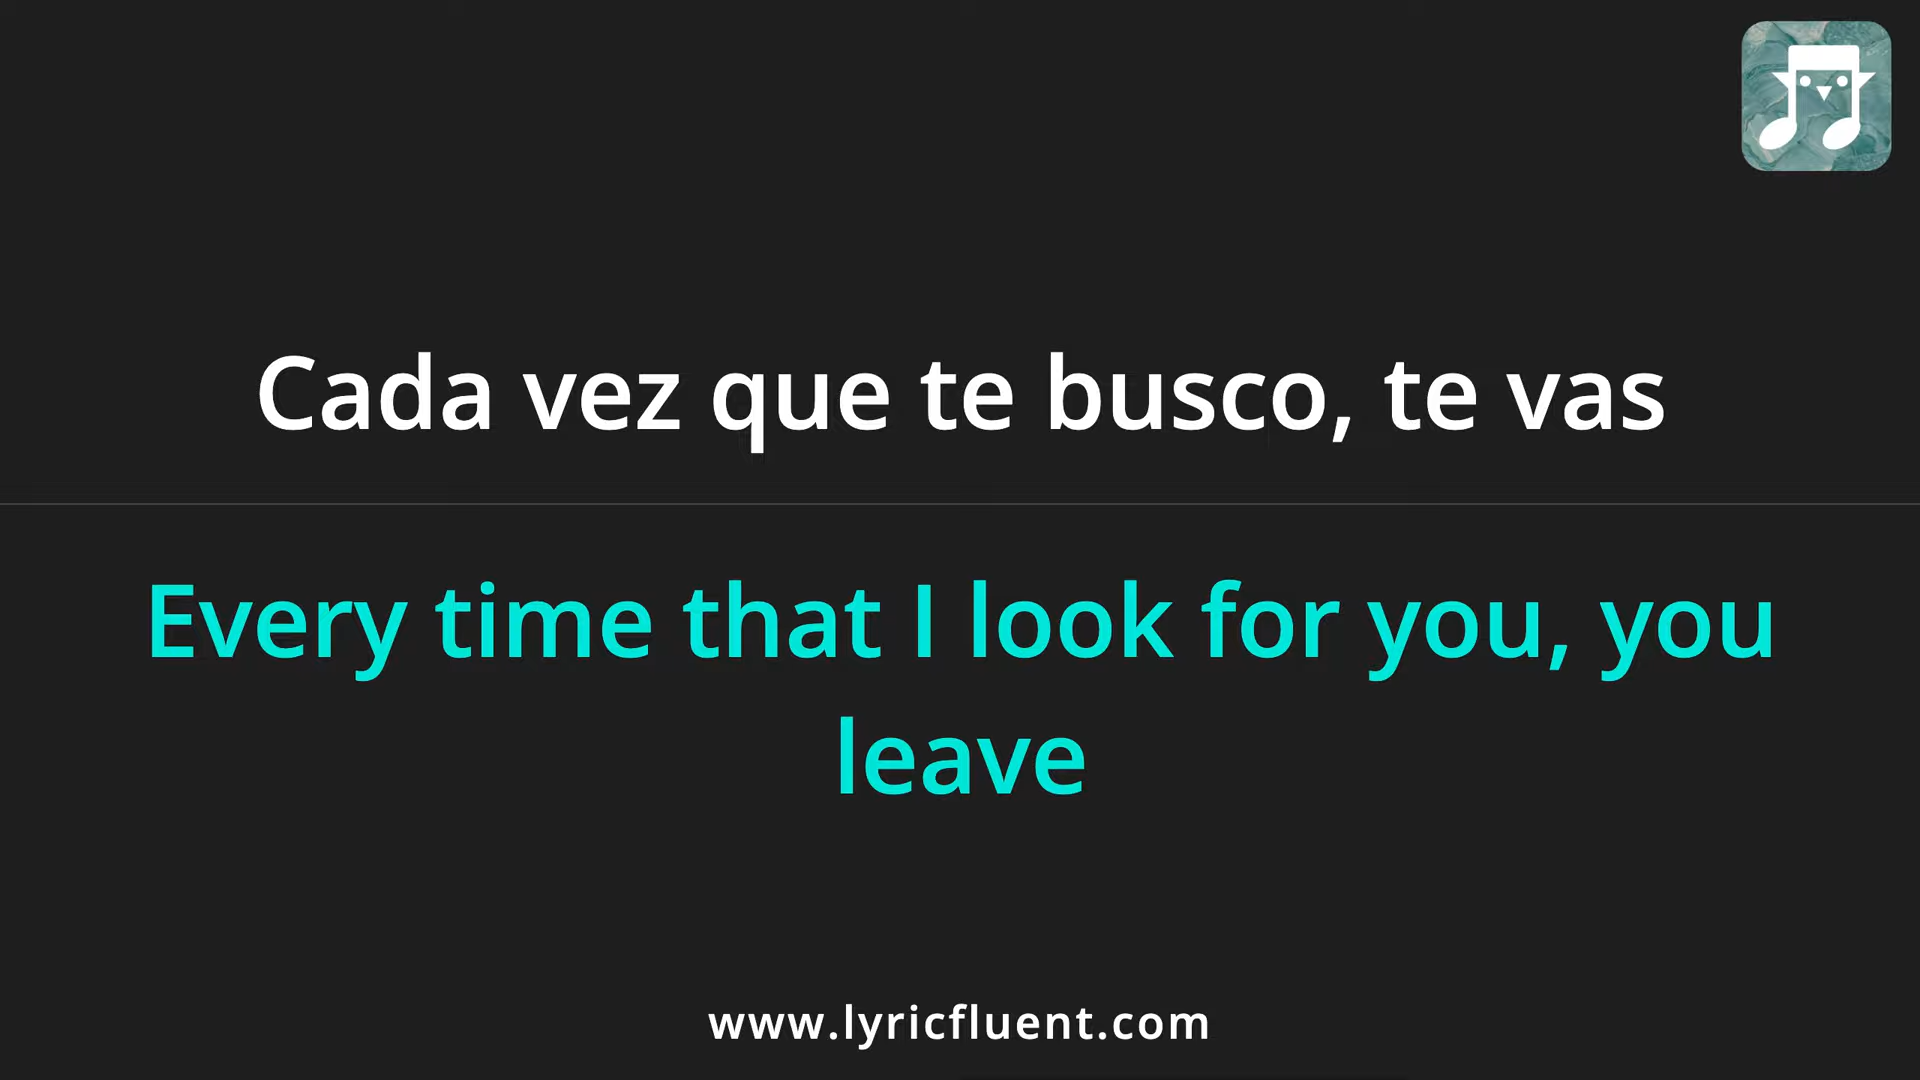 Cada vez que te busco, te vas
Every time that I look for you, you
leave
www.lyricfluent.com